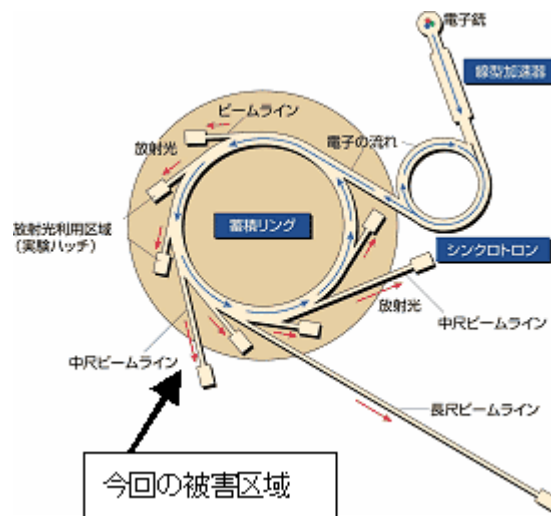 電子銃
線型加速器
ビームライン
放射光
電子の流れ
放射光利用区域
(実験ハッチ)
蓄積リング
シンクロトロン
放射光
中尺ビームライン
中尺ビームライン
長尺ビームライン
今回の被害区域